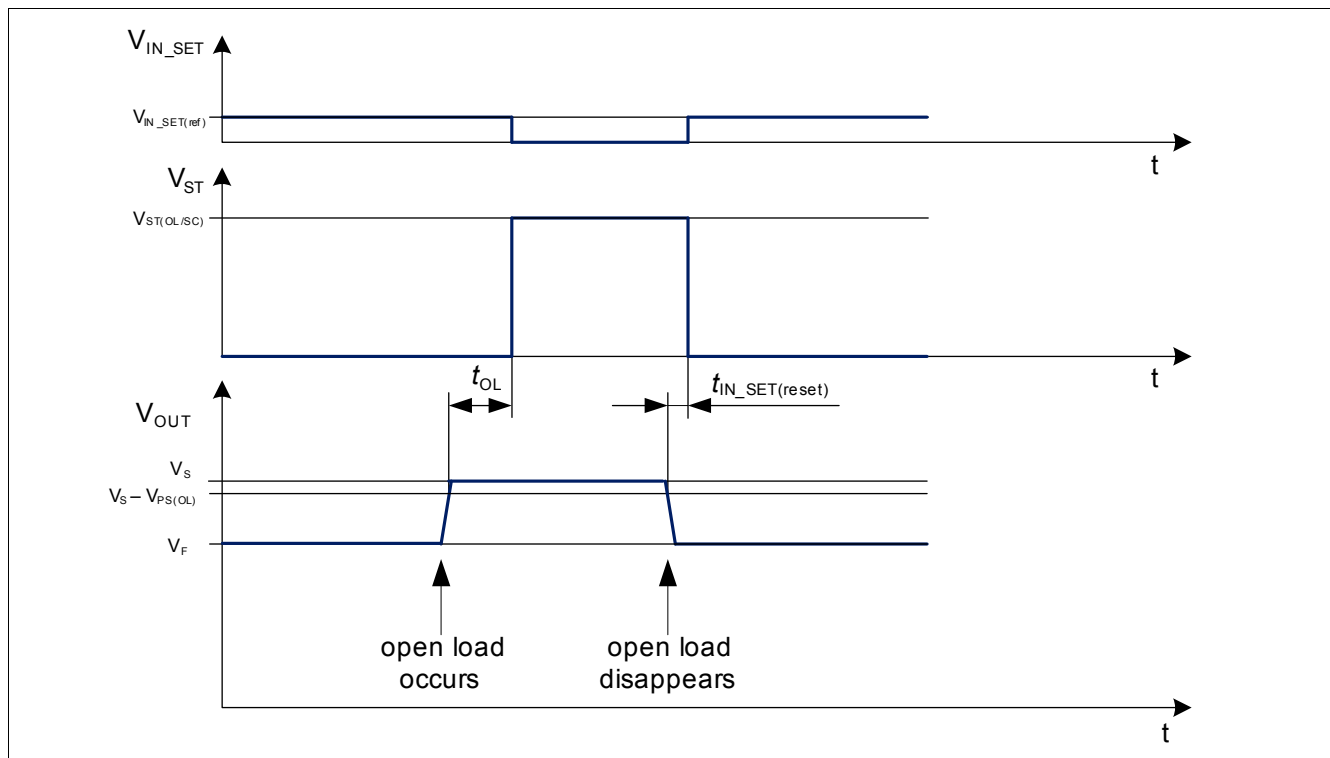 V_IN_SET
V_IN_SET(ref)
t
V_ST
V_ST(OL/SC)
t
t_OL
t_IN_SET(reset)
V_OUT
V_S
V_S – V_PS(OL)
V_F
open load
occurs
open load
disappears
t